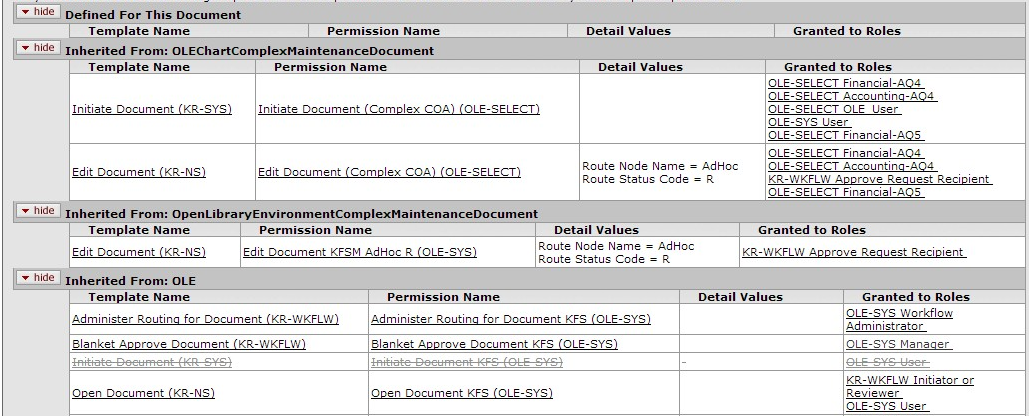 hide Defined For This Document
Template Name Permission Name Detail Values Granted to Roles
hide Inherited From: OLEChartComplexMaintenanceDocument
Template Name Permission Name Detail Values Granted to Roles
Initiate Document (KR-SYS) Initiate Document (Complex COA) (OLE-SELECT)
OLE-SELECT Financial-AQ4
OLE-SELECT Accounting-AQ4
OLE-SELECT OLE_User
OLE-SYS User
OLE-SELECT Financial-AQ5
Edit Document (KR-NS) Edit Document (Complex COA) (OLE-SELECT)
Route Node Name = AdHoc
Route Status Code = R
OLE-SELECT Financial-AQ4
OLE-SELECT Accounting-AQ4
KR-WKFLW Approve Request Recipient
OLE-SELECT Financial-AQ5
hide Inherited From: OpenLibraryEnvironmentComplexMaintenanceDocument
Template Name Permission Name Detail Values Granted to Roles
Edit Document (KR-NS) Edit Document KFSM AdHoc R (OLE-SYS)
Route Node Name = AdHoc
Route Status Code = R
KR-WKFLW Approve Request Recipient
hide Inherited From: OLE
Template Name Permission Name Detail Values Granted to Roles
Administer Routing for Document (KR-WKFLW) Administer Routing for Document KFS (OLE-SYS)
OLE-SYS Workflow
Administrator
Blanket Approve Document (KR-WKFLW) Blanket Approve Document KFS (OLE-SYS) OLE-SYS Manager
Initiate Document (KR-SYS) Initiate Document KFS (OLE-SYS) - OLE-SYS User
Open Document (KR-NS) Open Document KFS (OLE-SYS)
KR-WKFLW Initiator or
Reviewer
OLE-SYS User